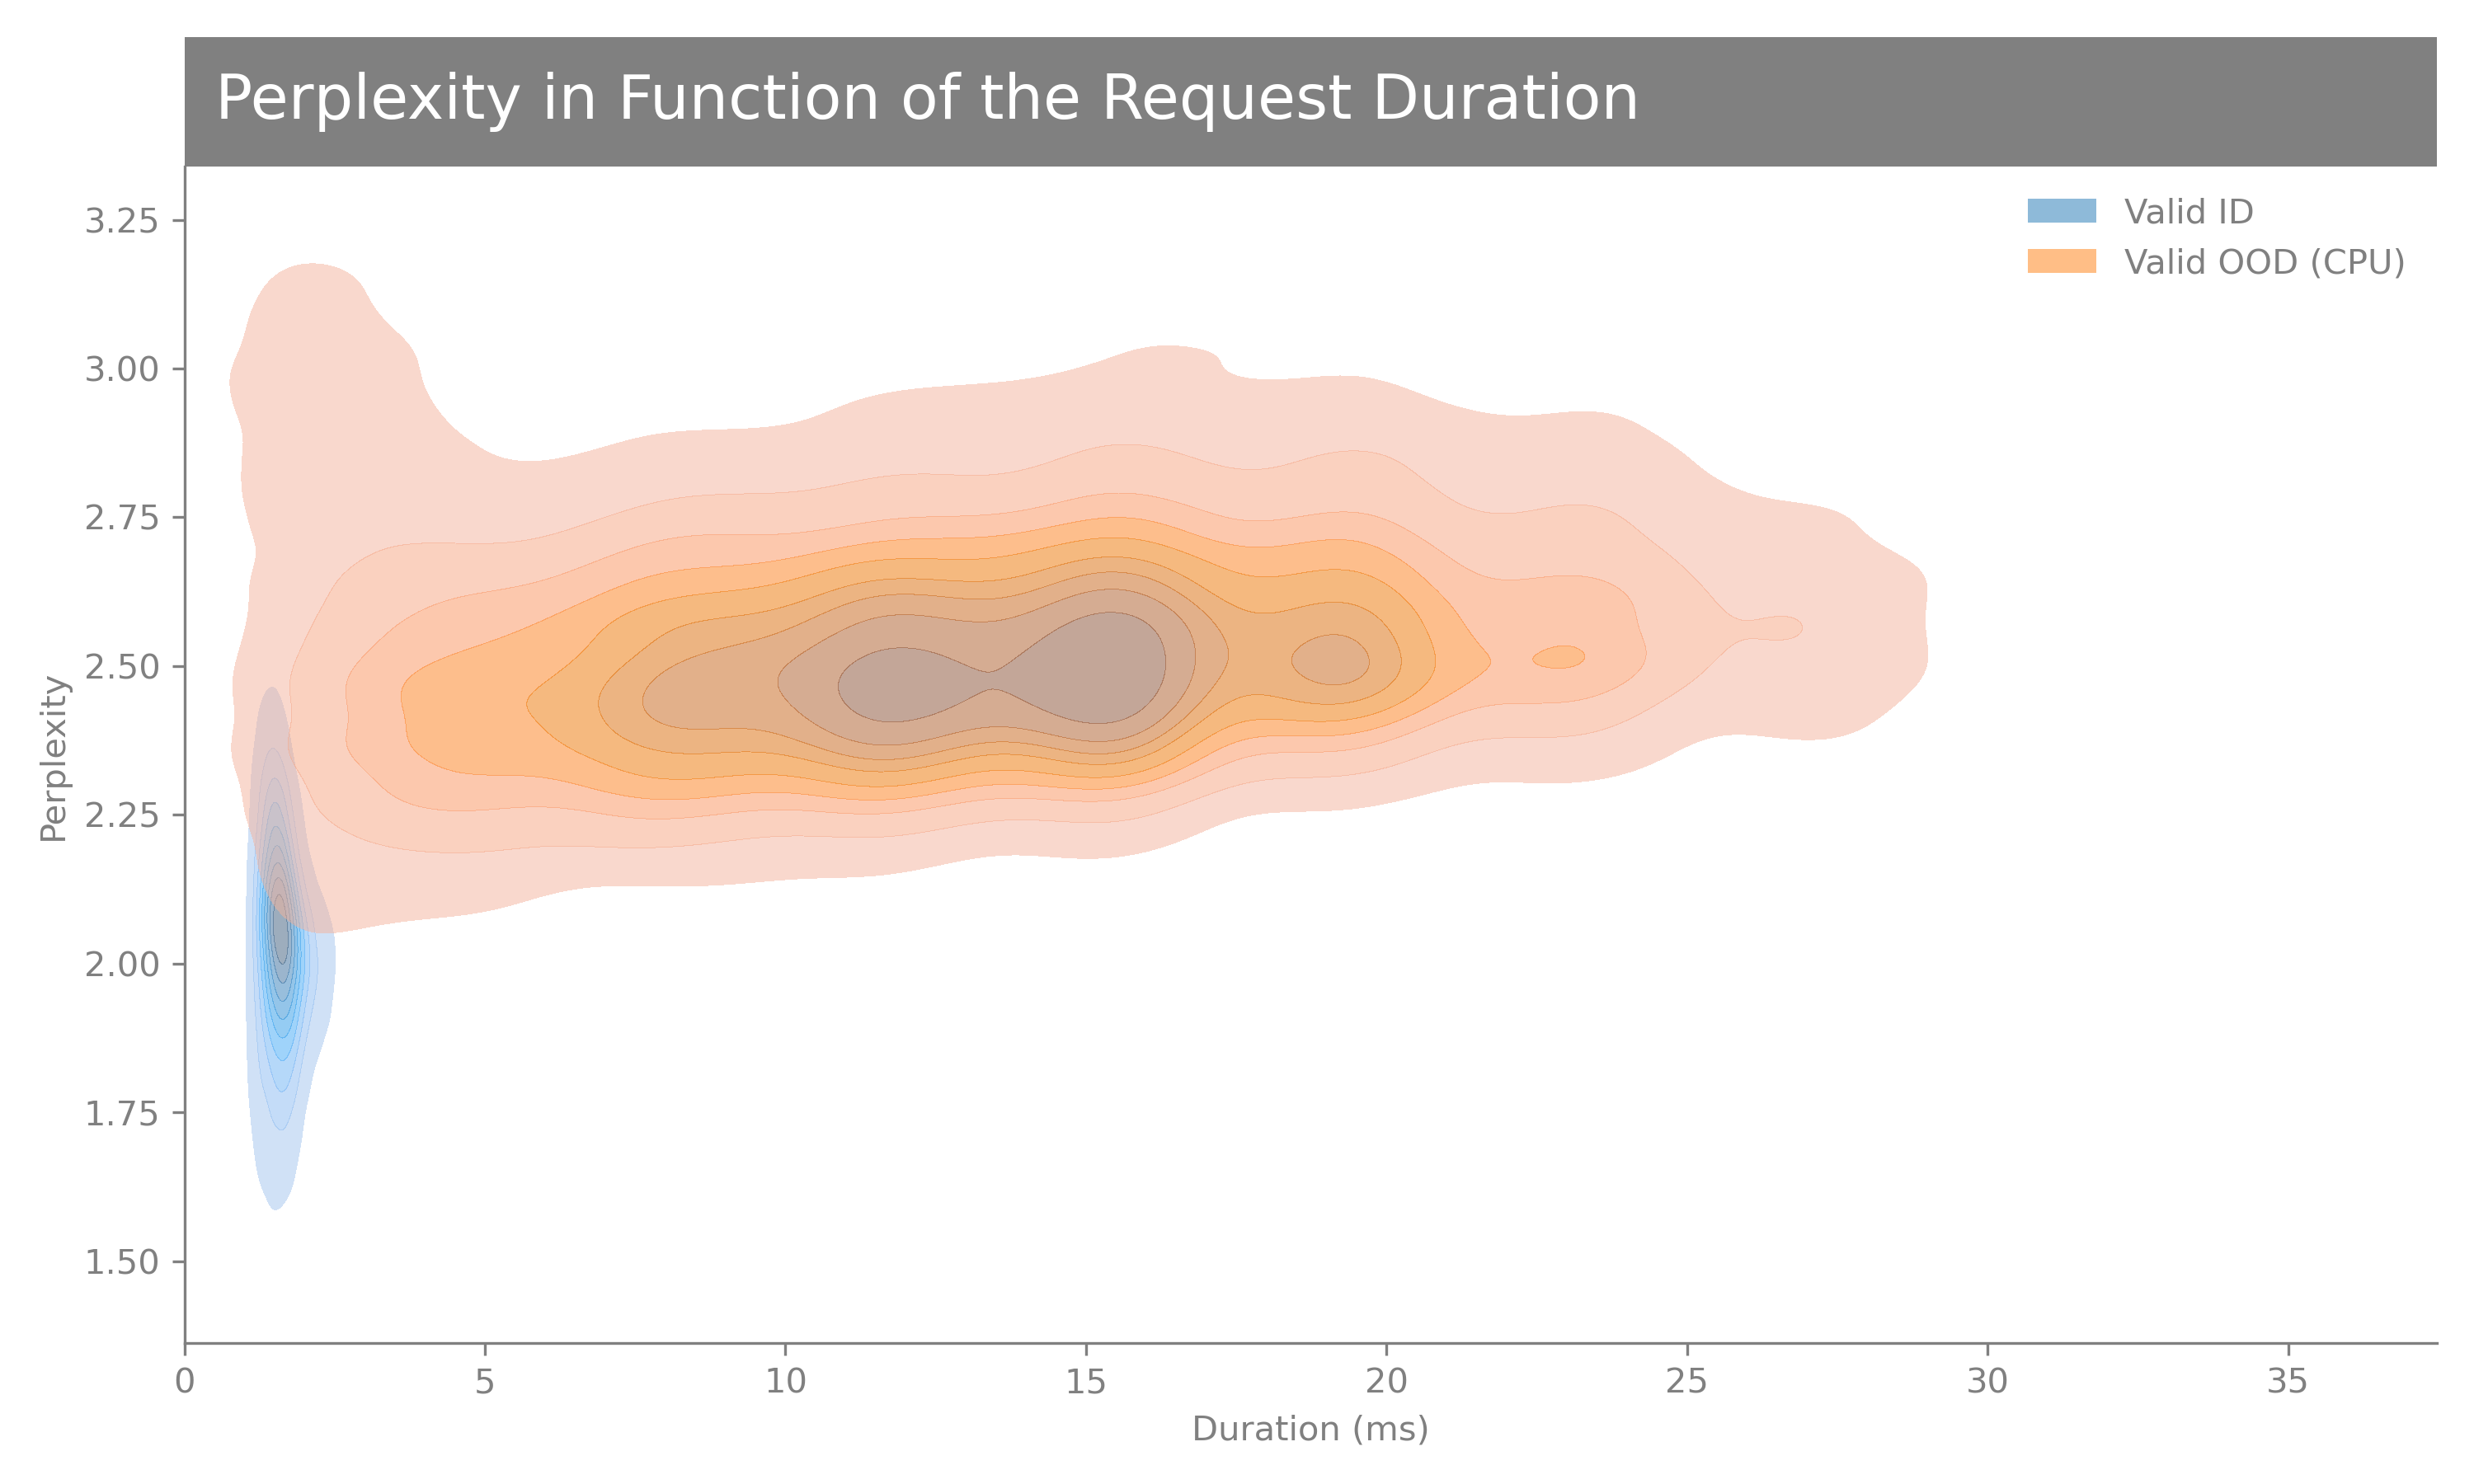 Perplexity in Function of the Request Duration
Valid ID
Valid OOD (CPU)
Perplexity
3.25
3.00
2.75
2.50
2.25
2.00
1.75
1.50
0 5 10 15 20 25 30 35
Duration (ms)